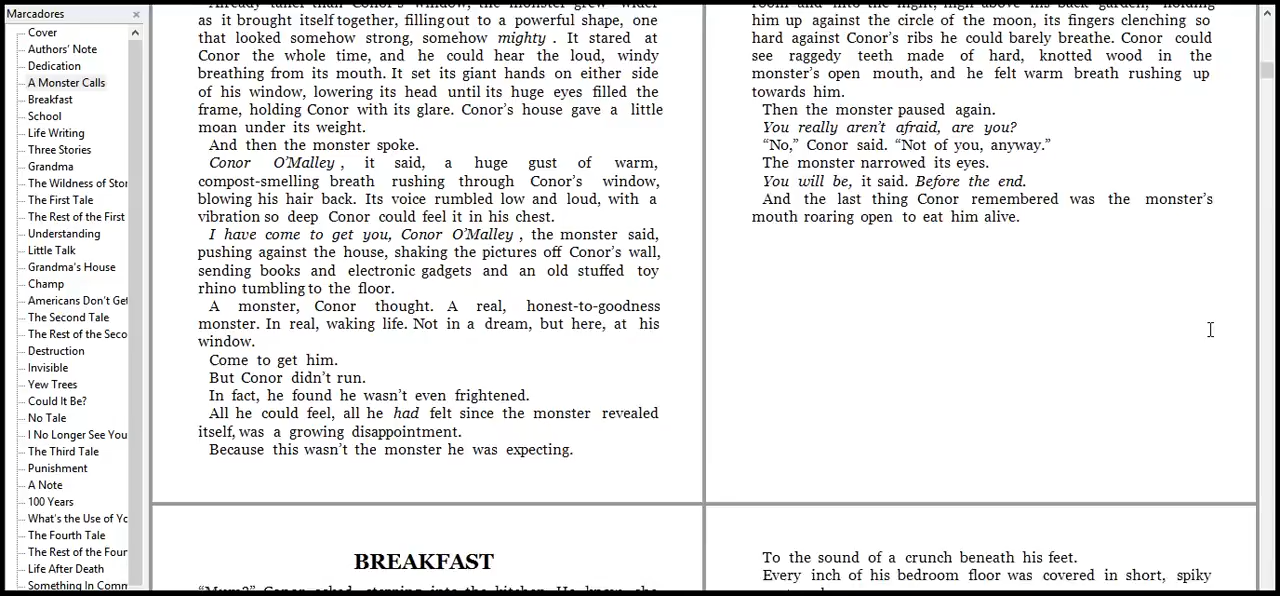 Marcadores
Cover
Authors' Note
Dedication
A Monster Calls
Breakfast
School
Life Writing
Three Stories
Grandma
The Wildness of Stor
The First Tale
The Rest of the First
Understanding
Little Talk
Grandma's House
Champ
Americans Don't Get
The Second Tale
The Rest of the Seco
Destruction
Invisible
Yew Trees
Could It Be?
No Tale
I No Longer See You
The Third Tale
Punishment
A Note
100 Years
What's the Use of Yo
The Fourth Tale
The Rest of the Four
Life After Death
Something In Comm
as it brought itself together, filling out to a powerful shape, one
that looked somehow strong, somehow mighty . It stared at
Conor the whole time, and he could hear the loud, windy
breathing from its mouth. It set its giant hands on either side
of his window, lowering its head until its huge eyes filled the
frame, holding Conor with its glare. Conor's house gave a little
moan under its weight.
And then the monster spoke.
Conor O'Malley , it said, a huge gust of warm,
compost-smelling breath rushing through Conor's window,
blowing his hair back. Its voice rumbled low and loud, with a
vibration so deep Conor could feel it in his chest.
I have come to get you, Conor O'Malley , the monster said,
pushing against the house, shaking the pictures off Conor's wall,
sending books and electronic gadgets and an old stuffed toy
rhino tumbling to the floor.
A monster, Conor thought. A real, honest-to-goodness
monster. In real, waking life. Not in a dream, but here, at his
window.
Come to get him.
But Conor didn't run.
In fact, he found he wasn't even frightened.
All he could feel, all he had felt since the monster revealed
itself, was a growing disappointment.
Because this wasn't the monster he was expecting.
him up against the circle of the moon, its fingers clenching so
hard against Conor's ribs he could barely breathe. Conor could
see raggedy teeth made of hard, knotted wood in the
monster's open mouth, and he felt warm breath rushing up
towards him.
Then the monster paused again.
You really aren't afraid, are you?
“No,” Conor said. “Not of you, anyway.”
The monster narrowed its eyes.
You will be, it said. Before the end.
And the last thing Conor remembered was the monster's
mouth roaring open to eat him alive.
BREAKFAST
To the sound of a crunch beneath his feet.
Every inch of his bedroom floor was covered in short, spiky